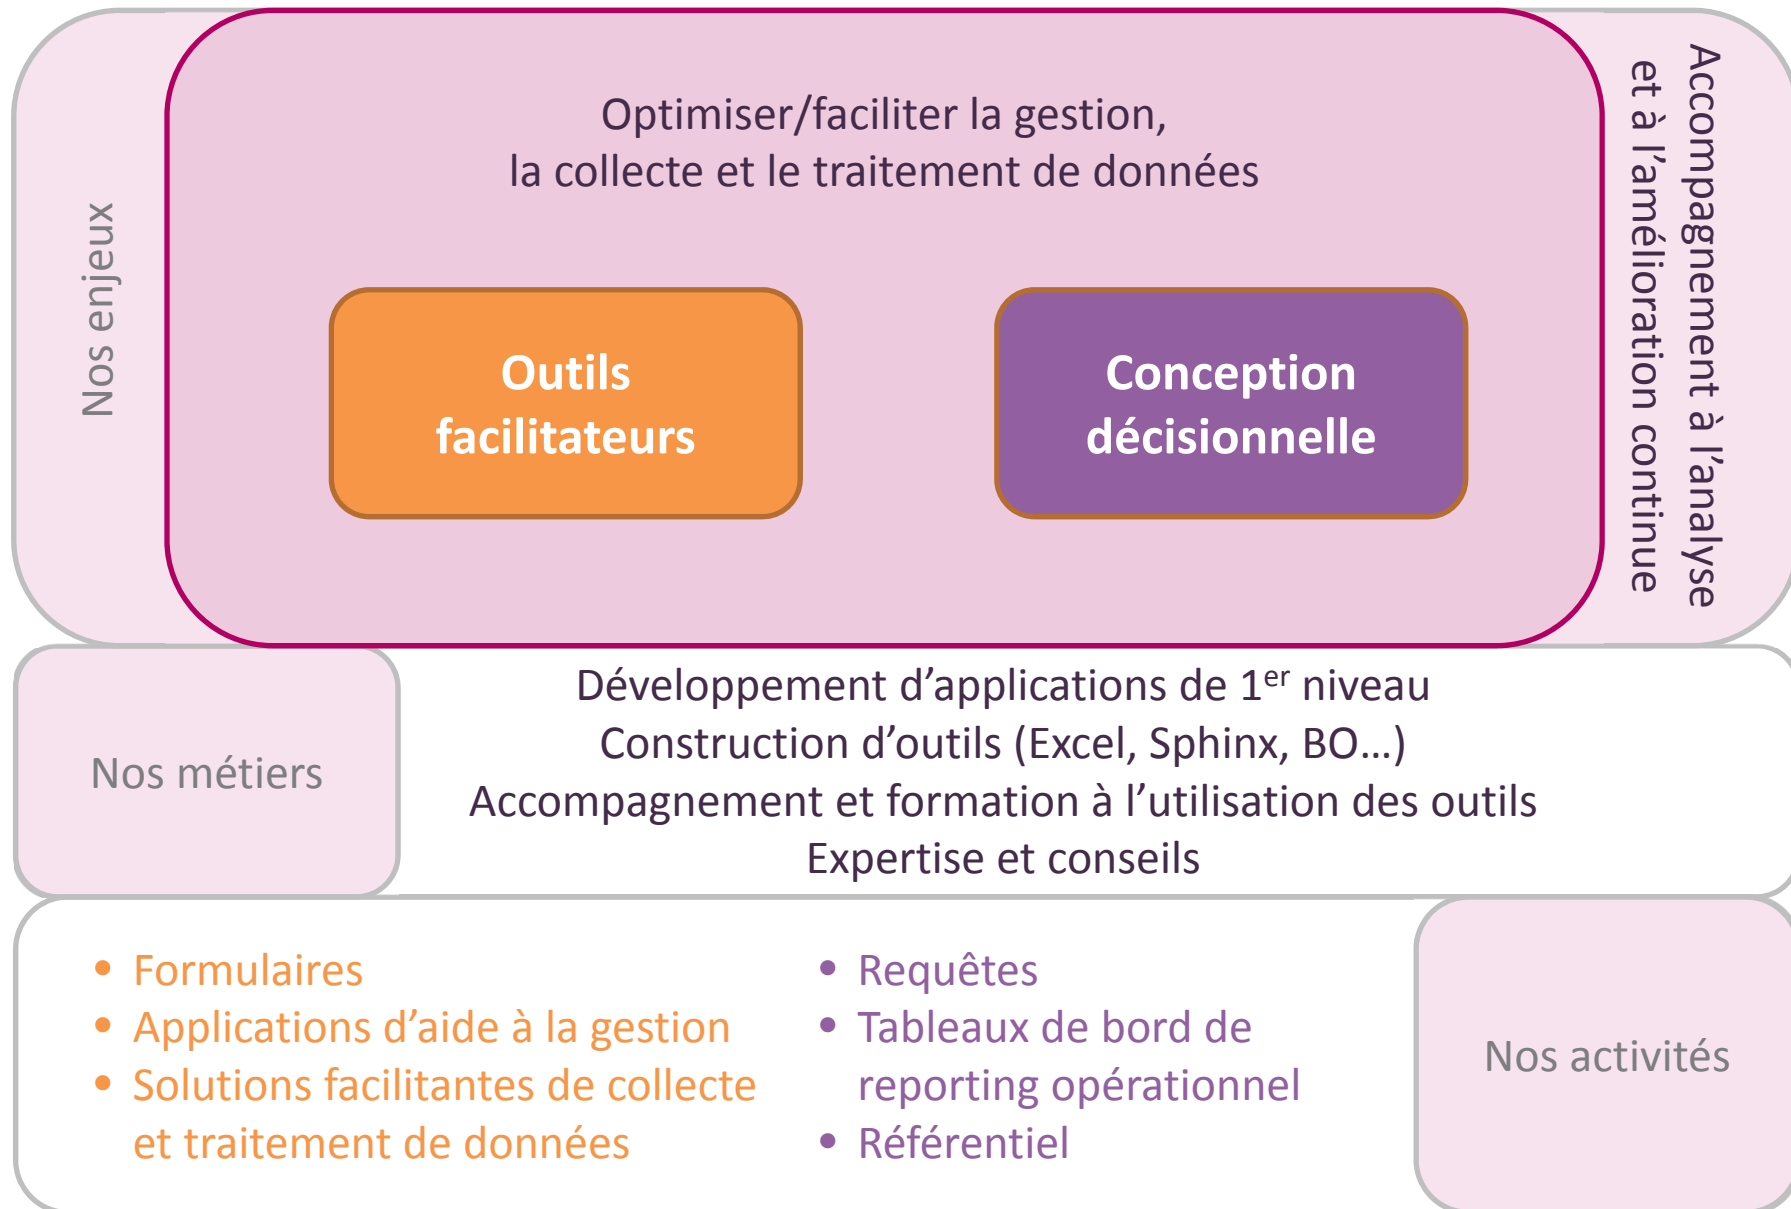 Nos enjeux
Optimiser/faciliter la gestion,
la collecte et le traitement de données
Outils
facilitateurs
Conception
décisionnelle
Accompagnement à l’analyse
et à l’amélioration continue
Nos métiers
Développement d’applications de 1er niveau
Construction d’outils (Excel, Sphinx, BO…)
Accompagnement et formation à l’utilisation des outils
Expertise et conseils
• Formulaires
• Applications d’aide à la gestion
• Solutions facilitantes de collecte
et traitement de données
• Requêtes
• Tableaux de bord de
reporting opérationnel
• Référentiel
Nos activités